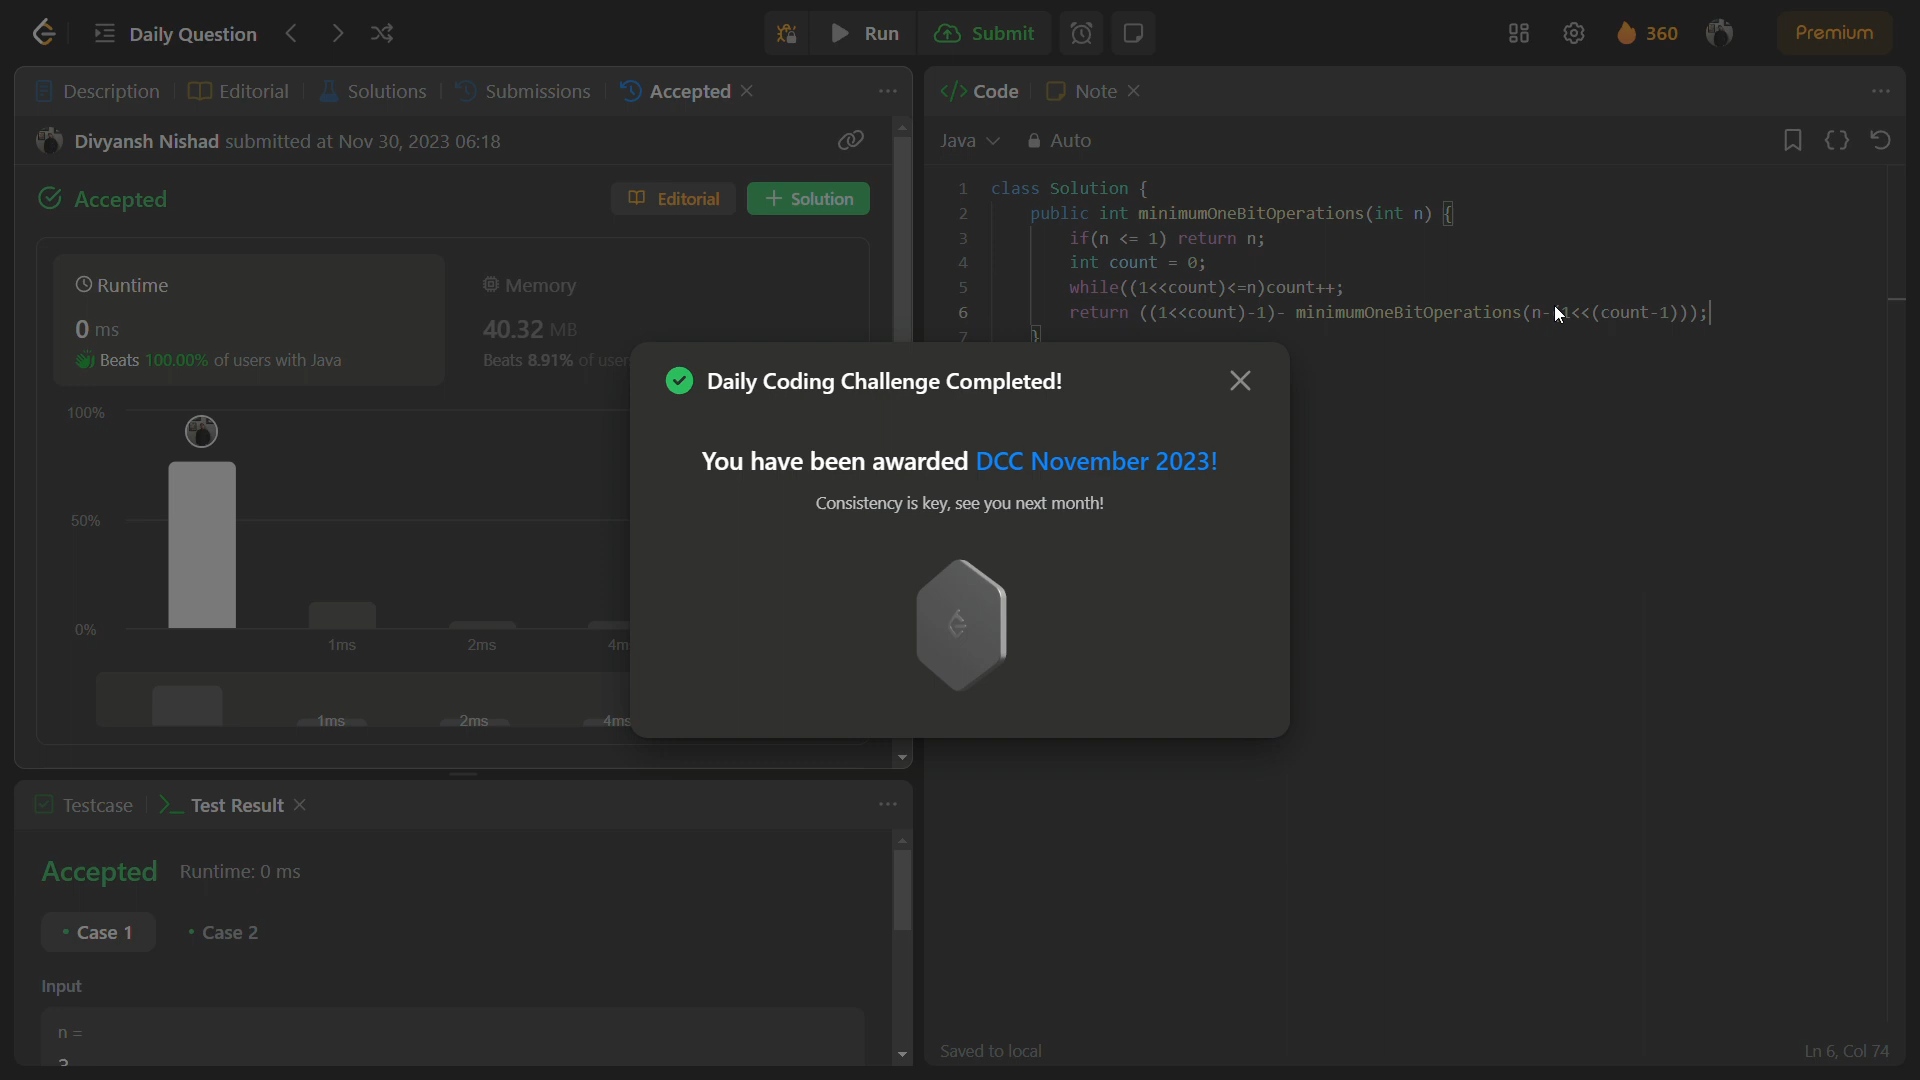 Daily Question
Run
Submit
360
Premium
Description
Editorial
Solutions
Submissions
Accepted
Code
Note
Divyansh Nishad submitted at Nov 30, 2023 06:18
Java
Auto
Accepted
Editorial
Solution
Runtime
0 ms
Beats 100.00% of users with Java
Memory
40.32 MB
Beats 8.91% of user
100%
50%
0%
1ms
2ms
4m
1ms
2ms
4ms
1 class Solution {
2 public int minimumOneBitOperations(int n) {
3 if(n <= 1) return n;
4 int count = 0;
5 while((1<<count)<=n)count++;
6 return ((1<<count)-1)- minimumOneBitOperations(n-(1<<(count-1)));
7 }
Daily Coding Challenge Completed!
You have been awarded DCC November 2023!
Consistency is key, see you next month!
Testcase
Test Result
Accepted
Runtime: 0 ms
Case 1
Case 2
Input
n =
Saved to local
Ln 6, Col 74